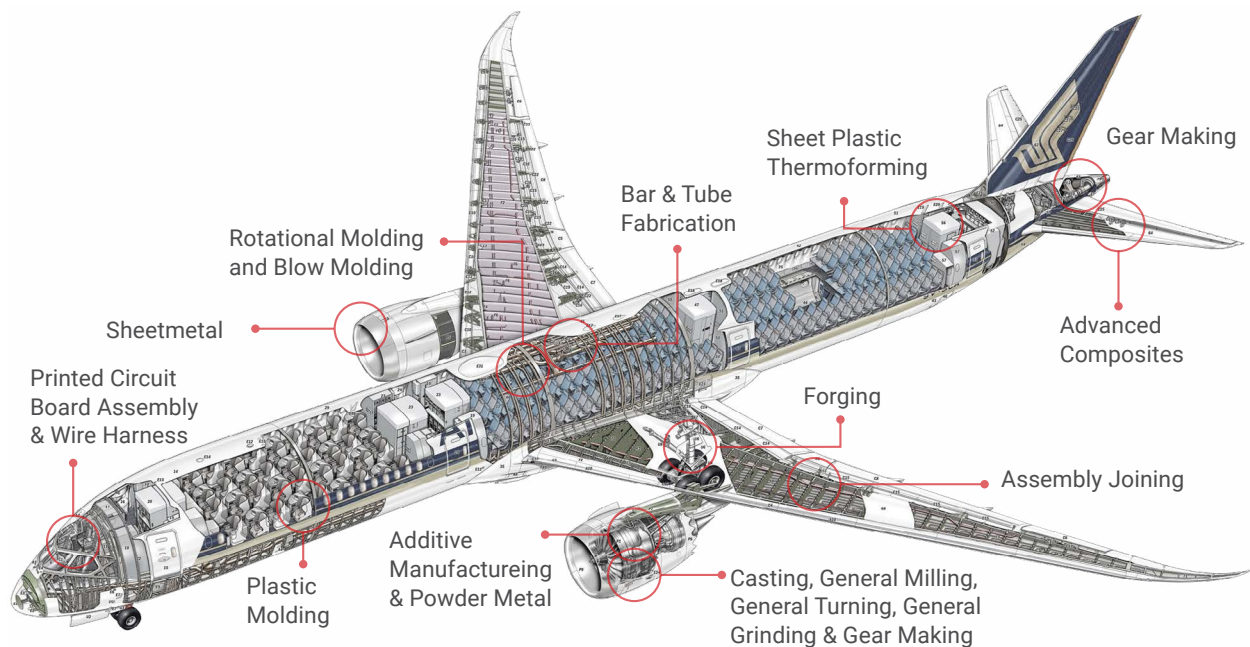 Gear Making
Sheet Plastic
Thermoforming
Bar & Tube
Fabrication
Rotational Molding
and Blow Molding
Sheetmetal
Advanced
Composites
Printed Circuit
Board Assembly
& Wire Harness
Forging
Assembly Joining
Additive
Manufactureing
& Powder Metal
Plastic
Molding
Casting, General Milling,
General Turning, General
Grinding & Gear Making